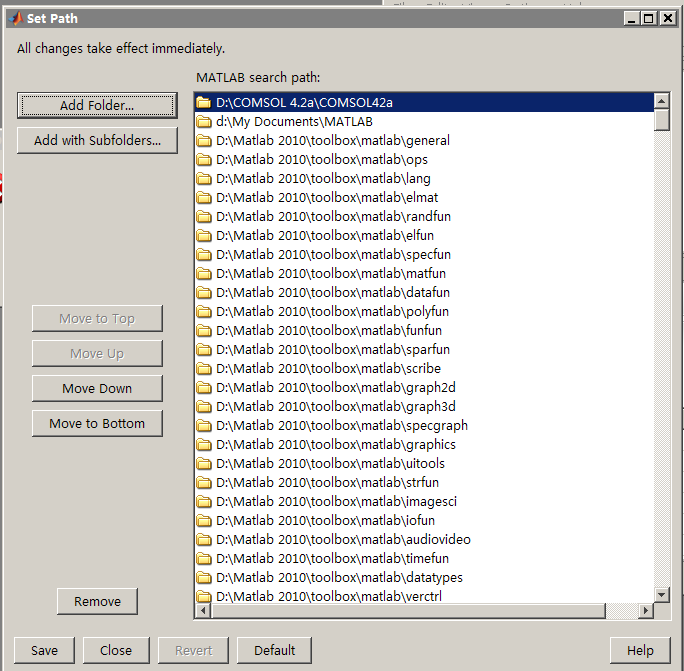 Set Path
All changes take effect immediately.
MATLAB search path:
Add Folder...
Add with Subfolders...
Move to Top
Move Up
Move Down
Move to Bottom
Remove
D:\COMSOL 4.2a\COMSOL42a
d:\My Documents\MATLAB
D:\Matlab 2010\toolbox\matlab\general
D:\Matlab 2010\toolbox\matlab\ops
D:\Matlab 2010\toolbox\matlab\lang
D:\Matlab 2010\toolbox\matlab\elmat
D:\Matlab 2010\toolbox\matlab\randfun
D:\Matlab 2010\toolbox\matlab\elfun
D:\Matlab 2010\toolbox\matlab\specfun
D:\Matlab 2010\toolbox\matlab\matfun
D:\Matlab 2010\toolbox\matlab\datafun
D:\Matlab 2010\toolbox\matlab\polyfun
D:\Matlab 2010\toolbox\matlab\funfun
D:\Matlab 2010\toolbox\matlab\sparfun
D:\Matlab 2010\toolbox\matlab\scribe
D:\Matlab 2010\toolbox\matlab\graph2d
D:\Matlab 2010\toolbox\matlab\graph3d
D:\Matlab 2010\toolbox\matlab\specgraph
D:\Matlab 2010\toolbox\matlab\graphics
D:\Matlab 2010\toolbox\matlab\uitools
D:\Matlab 2010\toolbox\matlab\strfun
D:\Matlab 2010\toolbox\matlab\imagesci
D:\Matlab 2010\toolbox\matlab\iofun
D:\Matlab 2010\toolbox\matlab\audiovideo
D:\Matlab 2010\toolbox\matlab\timefun
D:\Matlab 2010\toolbox\matlab\datatypes
D:\Matlab 2010\toolbox\matlab\verctrl
Save
Close
Revert
Default
Help